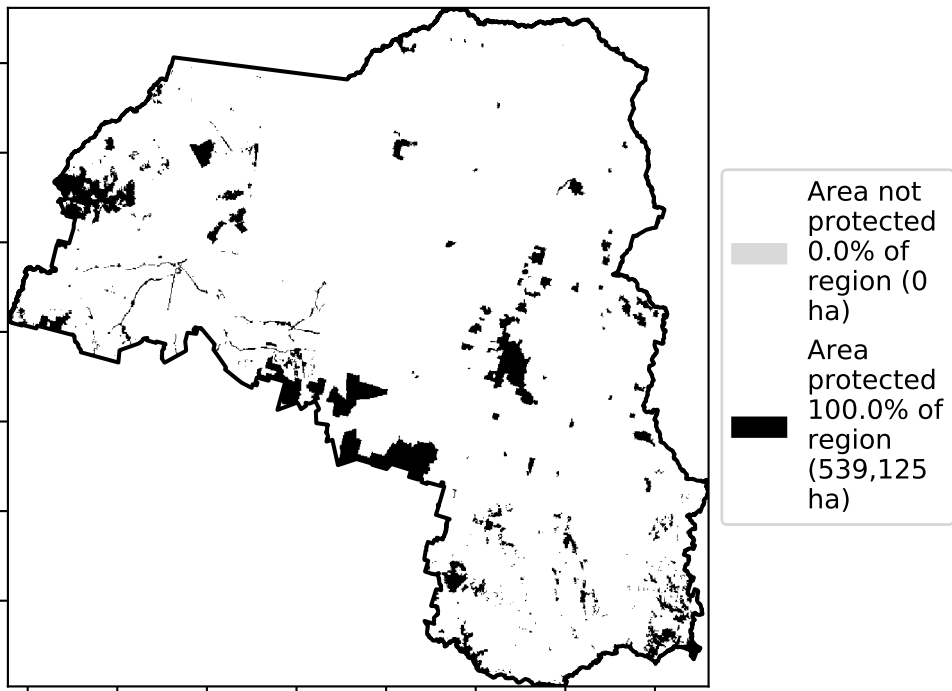 Area not
protected
0.0% of
region (0
ha)
Area
protected
100.0% of
region
(539,125
ha)